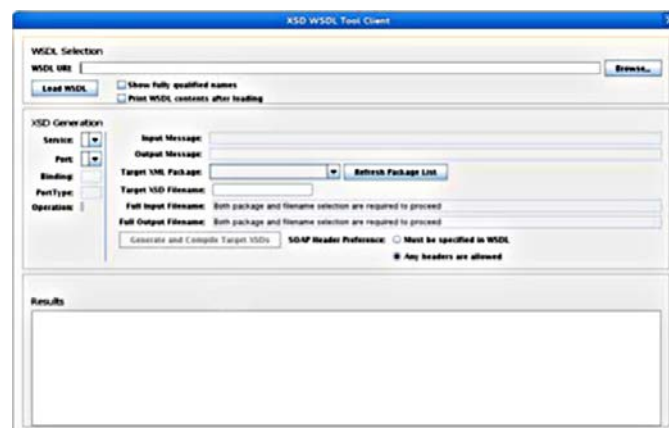 XSD WSDL Tool Client
WSDL Selection
WSDL URI:
Browse...
Load WSDL
Show fully qualified names
Print WSDL contents after loading
XSD Generation
Service:
Input Message:
Port:
Output Message:
Binding:
Target XML Package:
Refresh Package List
PortType:
Target XSD Filename:
Operation:
Full Input Filename: Both package and filename selection are required to proceed
Full Output Filename: Both package and filename selection are required to proceed
Generate and Compile Target XSDs
SOAP Header Preference:
Must be specified in WSDL
Any headers are allowed
Results